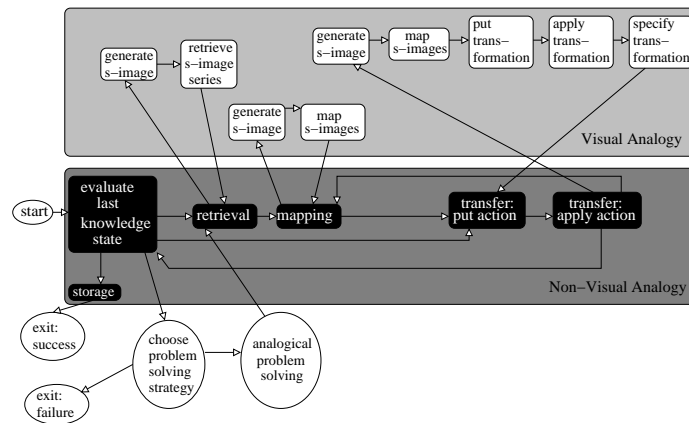 generate
s−image
retrieve
s−image
series
generate
s−image
map
s−images
generate
s−image
map
s−images
put
trans−
formation
apply
trans−
formation
specify
trans−
formation
Visual Analogy
start
evaluate
last
knowledge
state
retrieval
mapping
transfer:
put action
transfer:
apply action
storage
Non−Visual Analogy
exit:
success
choose
problem
solving
strategy
analogical
problem
solving
exit:
failure